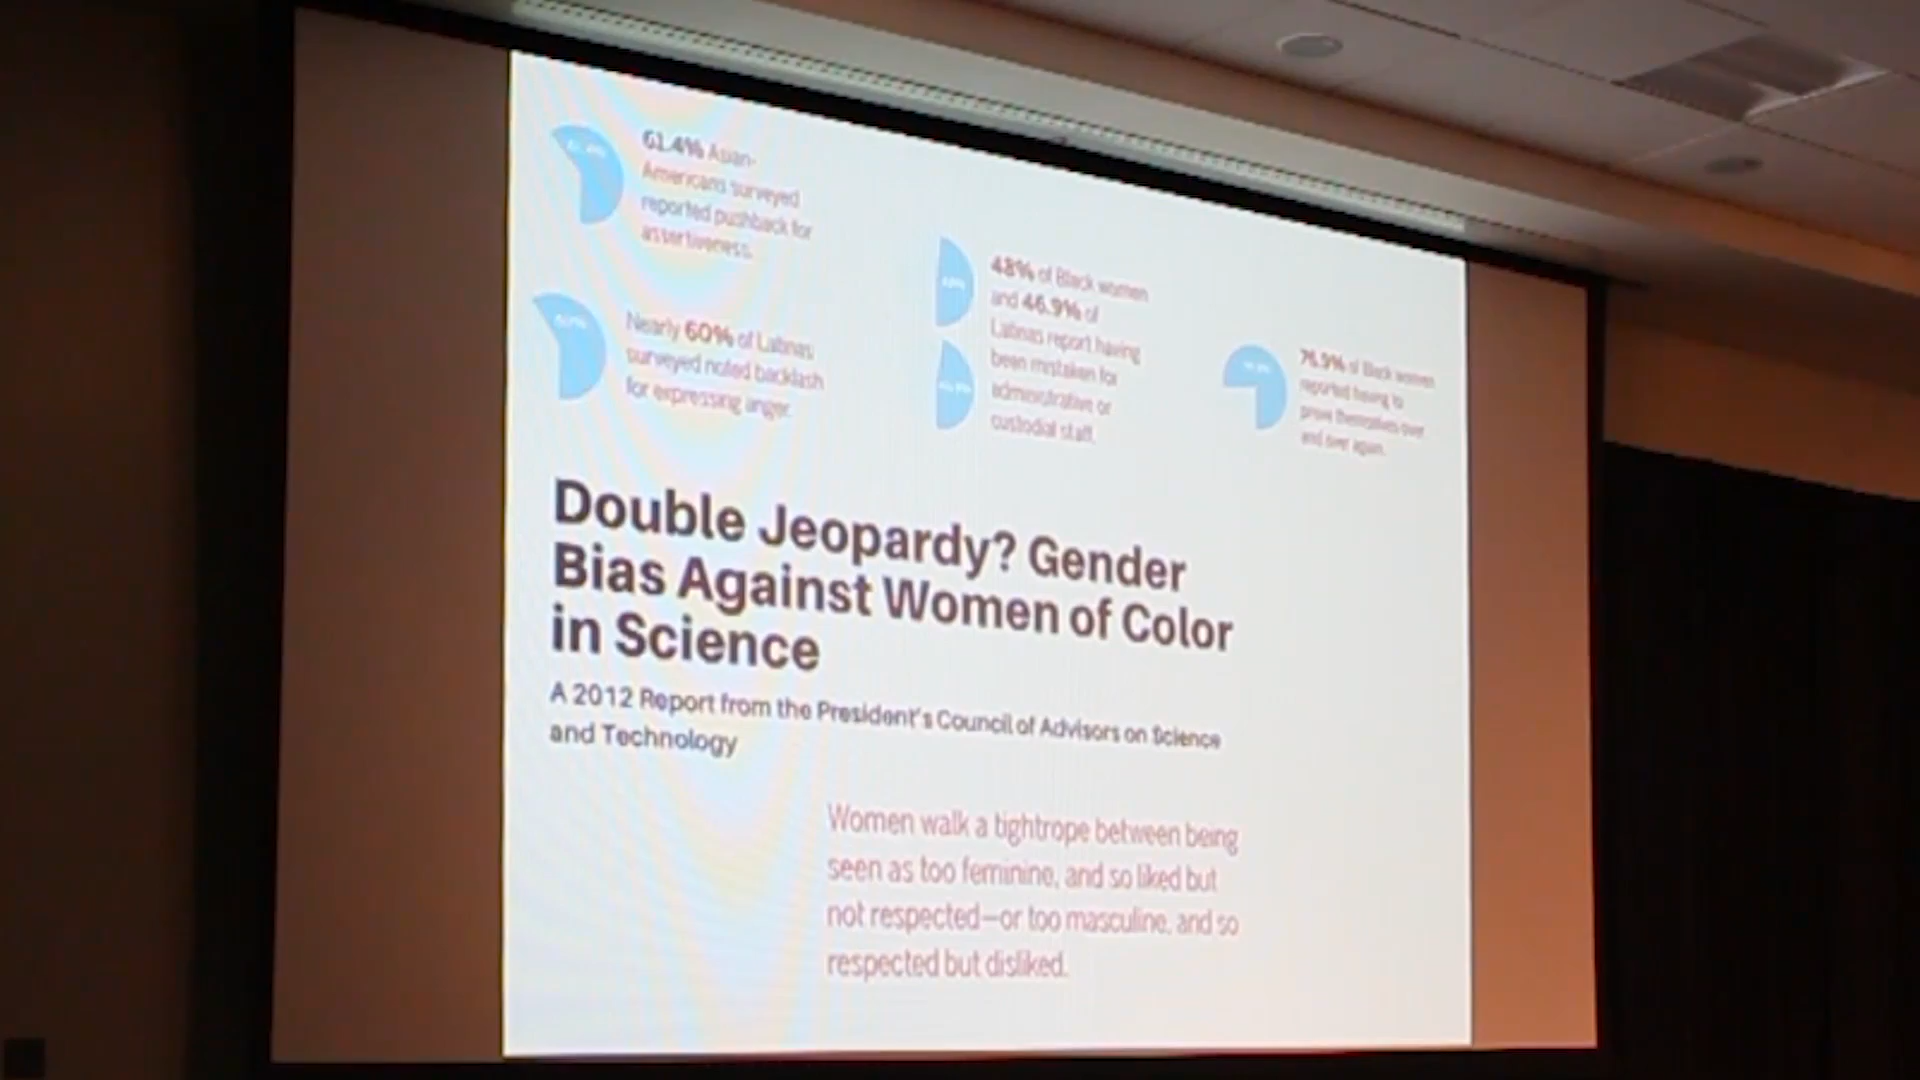 61.4% Asian-
Americans surveyed
reported pushback for
assertiveness.
Nearly 60% of Latinas
surveyed noted backlash
for expressing anger.
48% of Black women
and 46.9% of
Latinas report having
been mistaken for
administrative or
custodial staff.
76.9% of Black women
reported having to
prove themselves over
and over again.
Double Jeopardy? Gender
Bias Against Women of Color
in Science
A 2012 Report from the President's Council of Advisors on Science
and Technology
Women walk a tightrope between being
seen as too feminine, and so liked but
not respected—or too masculine, and so
respected but disliked.